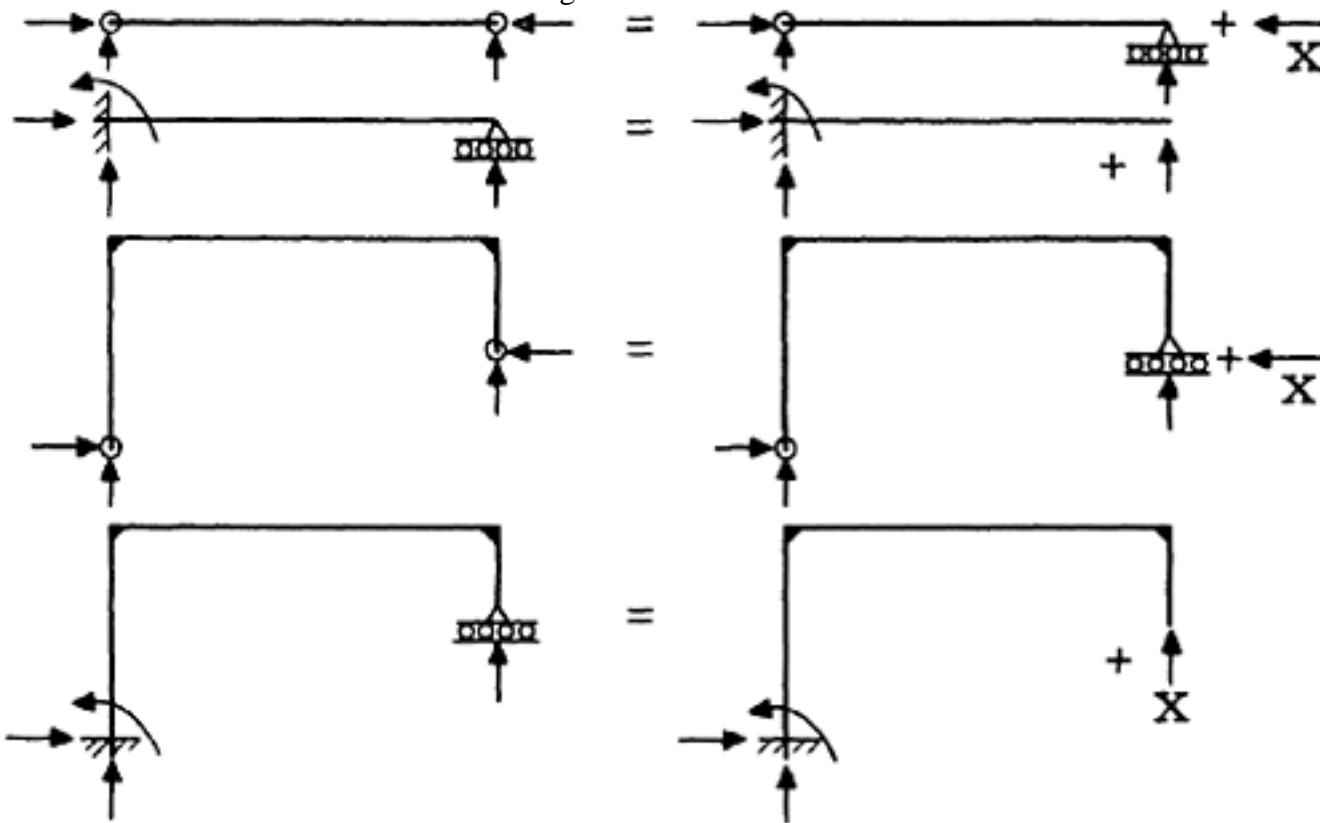 = + X
= +
= + X
= + X